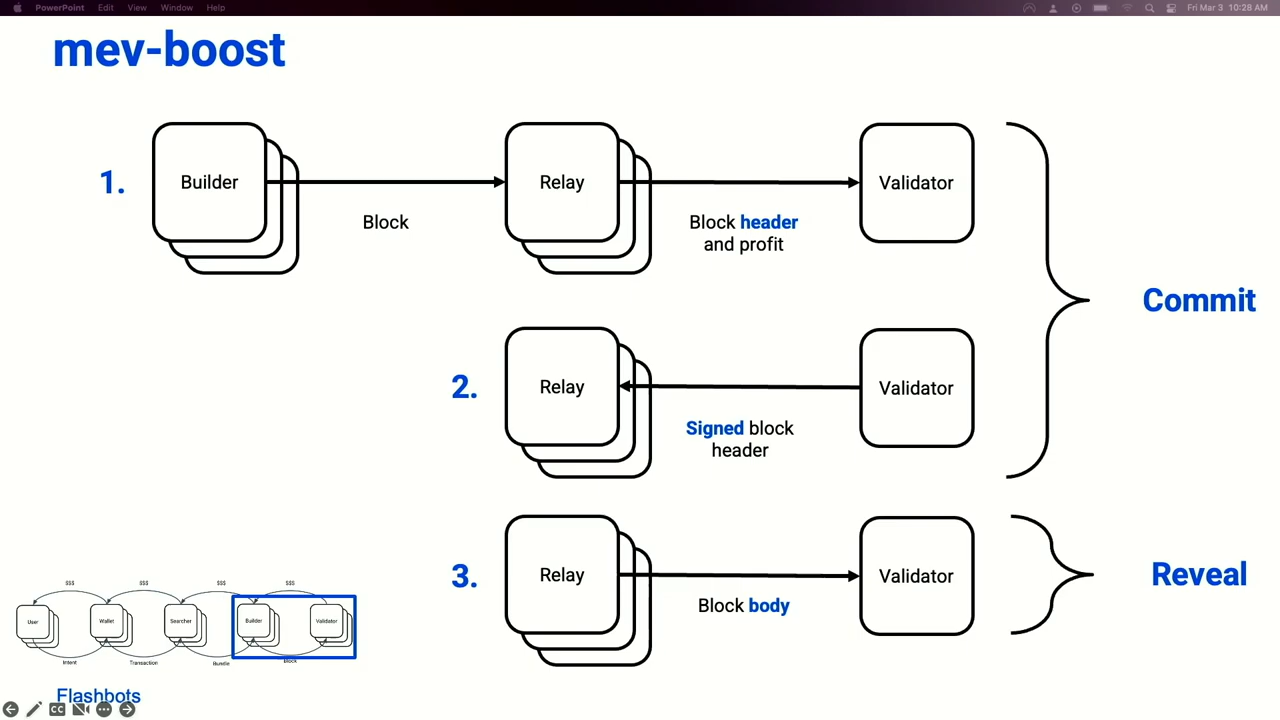 PowerPoint Edit View Window Help
Fri Mar 3 10:28 AM
mev-boost
1.
Builder
Relay
Validator
Block
Block header
and profit
Commit
2.
Relay
Validator
Signed block
header
3.
Relay
Validator
Block body
Reveal
$$$ $$$ $$$ $$$
User Wallet Searcher Builder Validator
Intent Transaction Bundle Block
Flashbots
CC